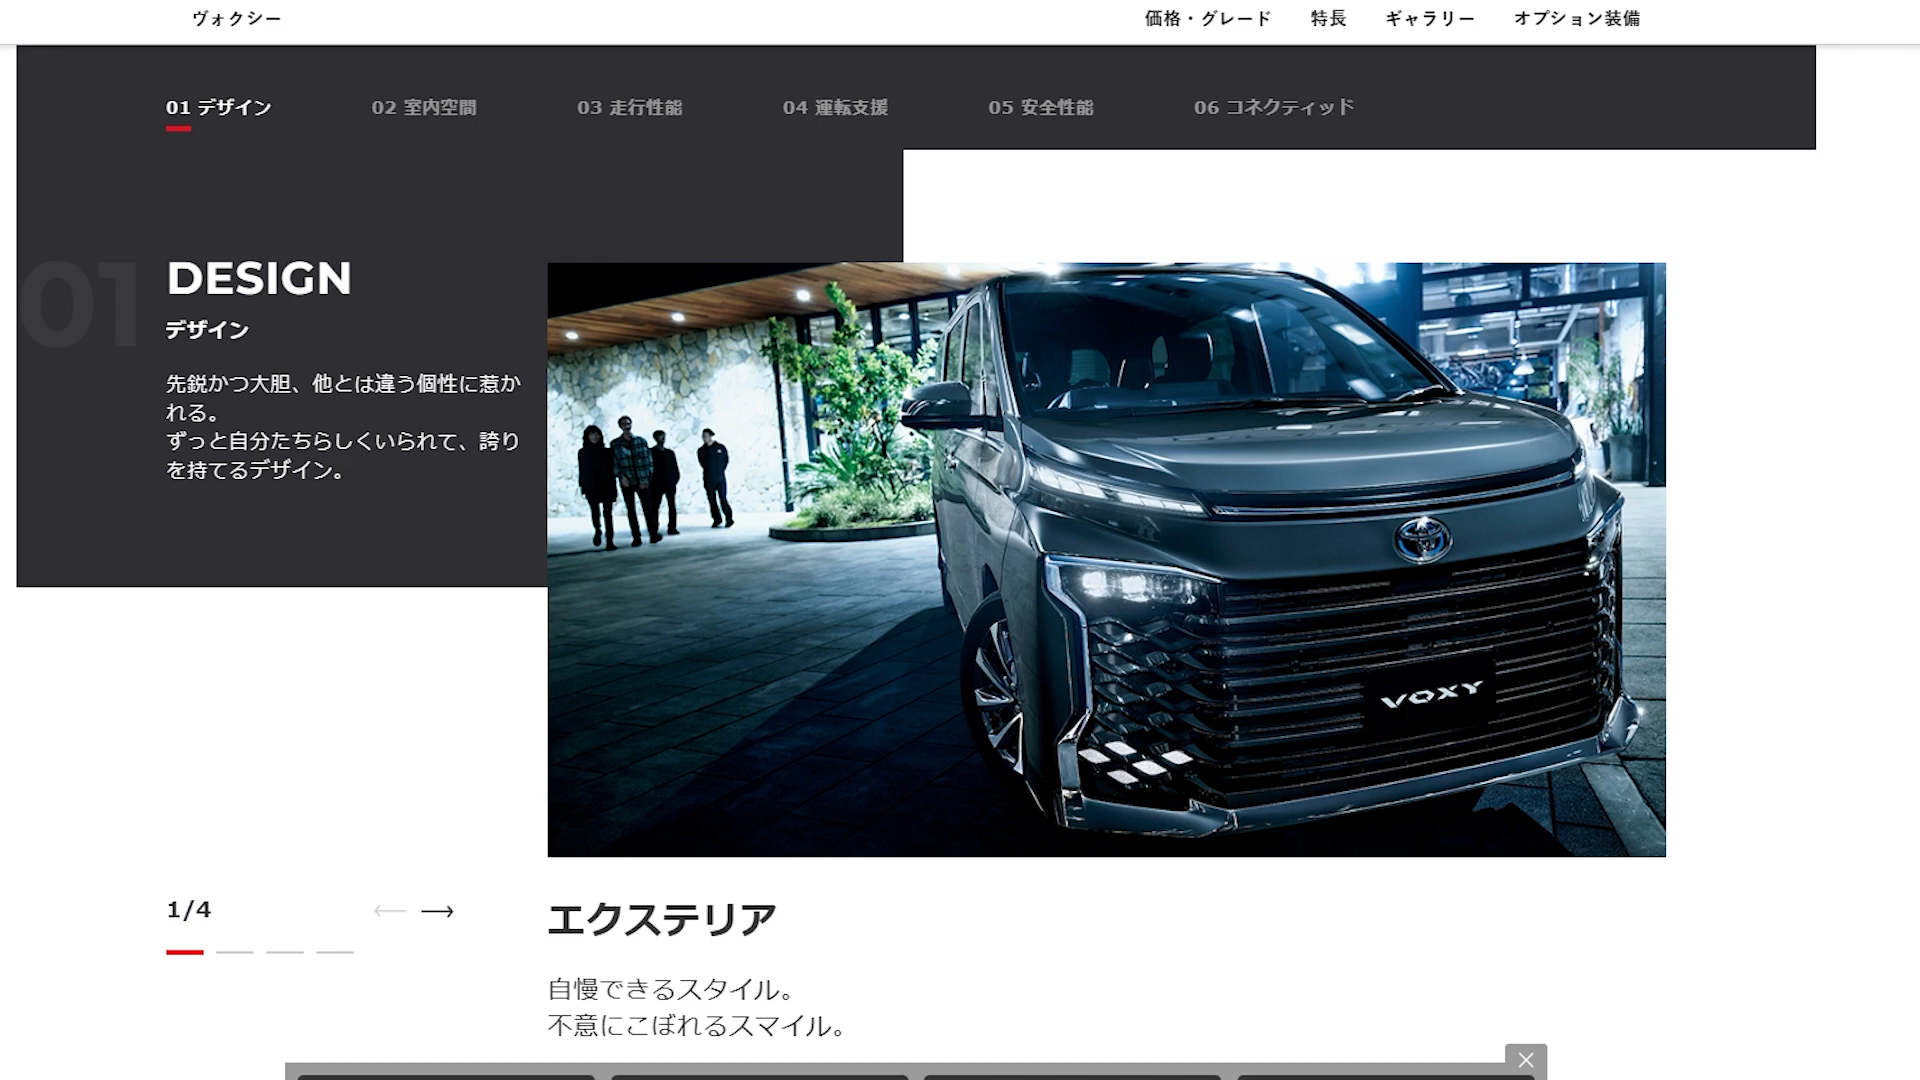 ヴォクシー
価格・グレード 特長 ギャラリー オプション装備
01 デザイン 02 室内空間 03 走行性能 04 運転支援 05 安全性能 06 コネクティッド
01
DESIGN
デザイン
先鋭かつ大胆、他とは違う個性に惹か
れる。
ずっと自分たちらしくいられて、誇り
を持てるデザイン。
VOXY
1/4
エクステリア
自慢できるスタイル。
不意にこぼれるスマイル。